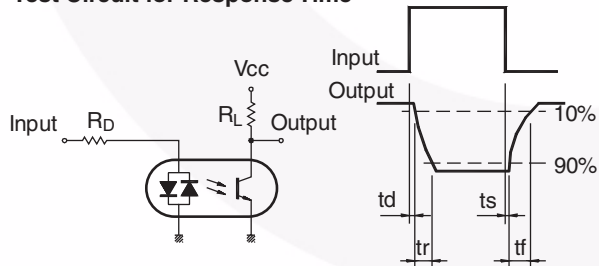 Test Circuit for Response Time
Input
Output
Vcc
RL
Input
RD
Output
10%
90%
td
ts
tr
tf